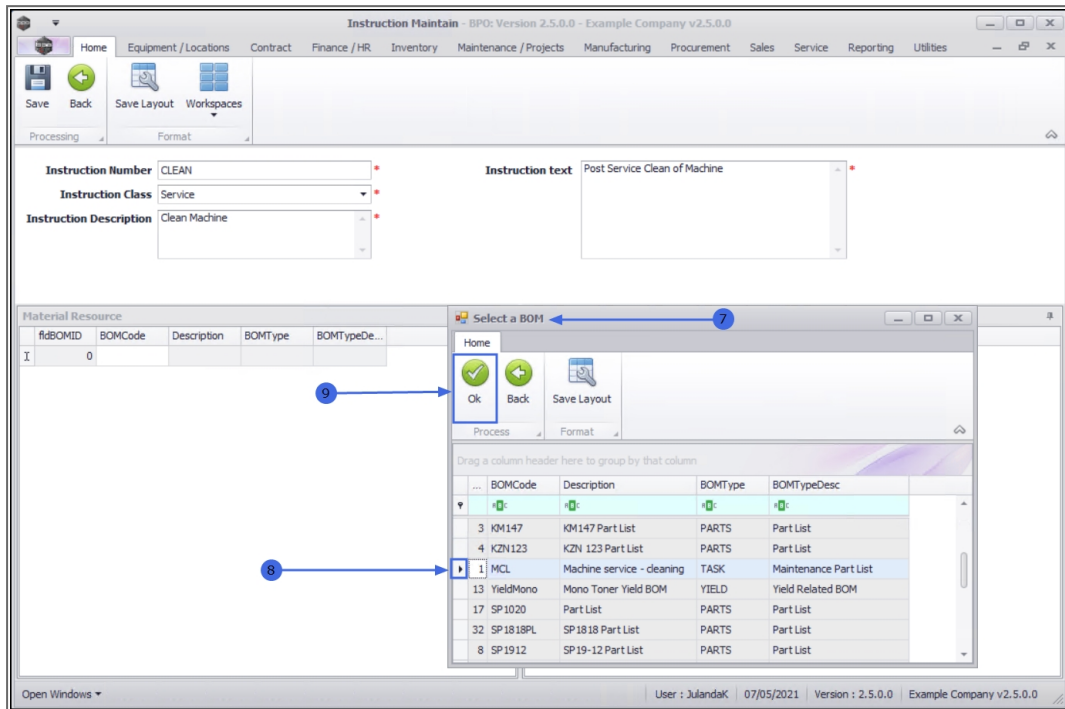 Instruction Maintain - BPO: Version 2.5.0.0 - Example Company v2.5.0.0
Home Equipment / Locations Contract Finance / HR Inventory Maintenance / Projects Manufacturing Procurement Sales Service Reporting Utilities
Save Back Save Layout Workspaces
Processing Format
Instruction Number CLEAN * Instruction text Post Service Clean of Machine *
Instruction Class Service *
Instruction Description Clean Machine *
Material Resource
fldBOMID BOMCode Description BOMType BOMTypeDe...
0
Select a BOM 7
Home
9
Ok Back Save Layout
Process Format
Drag a column header here to group by that column
... BOMCode Description BOMType BOMTypeDesc
3 KM147 KM147 Part List PARTS Part List
4 KZN123 KZN 123 Part List PARTS Part List
8 1 MCL Machine service - cleaning TASK Maintenance Part List
13 YieldMono Mono Toner Yield BOM YIELD Yield Related BOM
17 SP1020 Part List PARTS Part List
32 SP1818PL SP1818 Part List PARTS Part List
8 SP1912 SP19-12 Part List PARTS Part List
Open Windows User : JulandaK 07/05/2021 Version : 2.5.0.0 Example Company v2.5.0.0